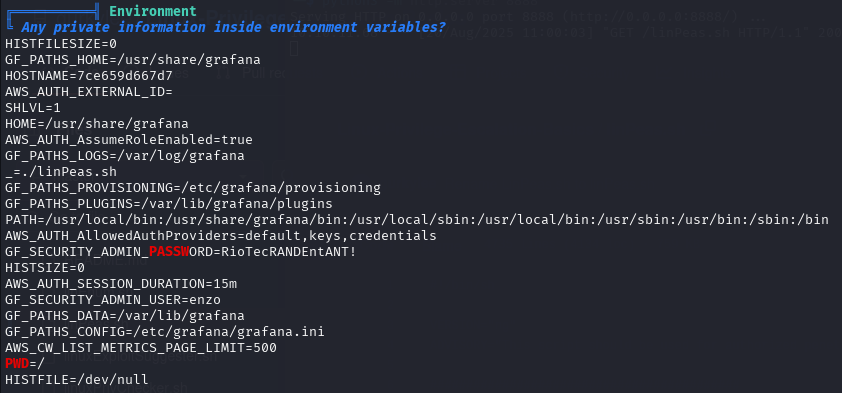 ╔══════════╣ Environment
╚ Any private information inside environment variables?
HISTFILESIZE=0
GF_PATHS_HOME=/usr/share/grafana
HOSTNAME=7ce659d667d7
AWS_AUTH_EXTERNAL_ID=
SHLVL=1
HOME=/usr/share/grafana
AWS_AUTH_AssumeRoleEnabled=true
GF_PATHS_LOGS=/var/log/grafana
_=./linPeas.sh
GF_PATHS_PROVISIONING=/etc/grafana/provisioning
GF_PATHS_PLUGINS=/var/lib/grafana/plugins
PATH=/usr/local/bin:/usr/share/grafana/bin:/usr/local/sbin:/usr/local/bin:/usr/sbin:/usr/bin:/sbin:/bin
AWS_AUTH_AllowedAuthProviders=default,keys,credentials
GF_SECURITY_ADMIN_PASSWORD=RioTecRANDEntANT!
HISTSIZE=0
AWS_AUTH_SESSION_DURATION=15m
GF_SECURITY_ADMIN_USER=enzo
GF_PATHS_DATA=/var/lib/grafana
GF_PATHS_CONFIG=/etc/grafana/grafana.ini
AWS_CW_LIST_METRICS_PAGE_LIMIT=500
PWD=/
HISTFILE=/dev/null